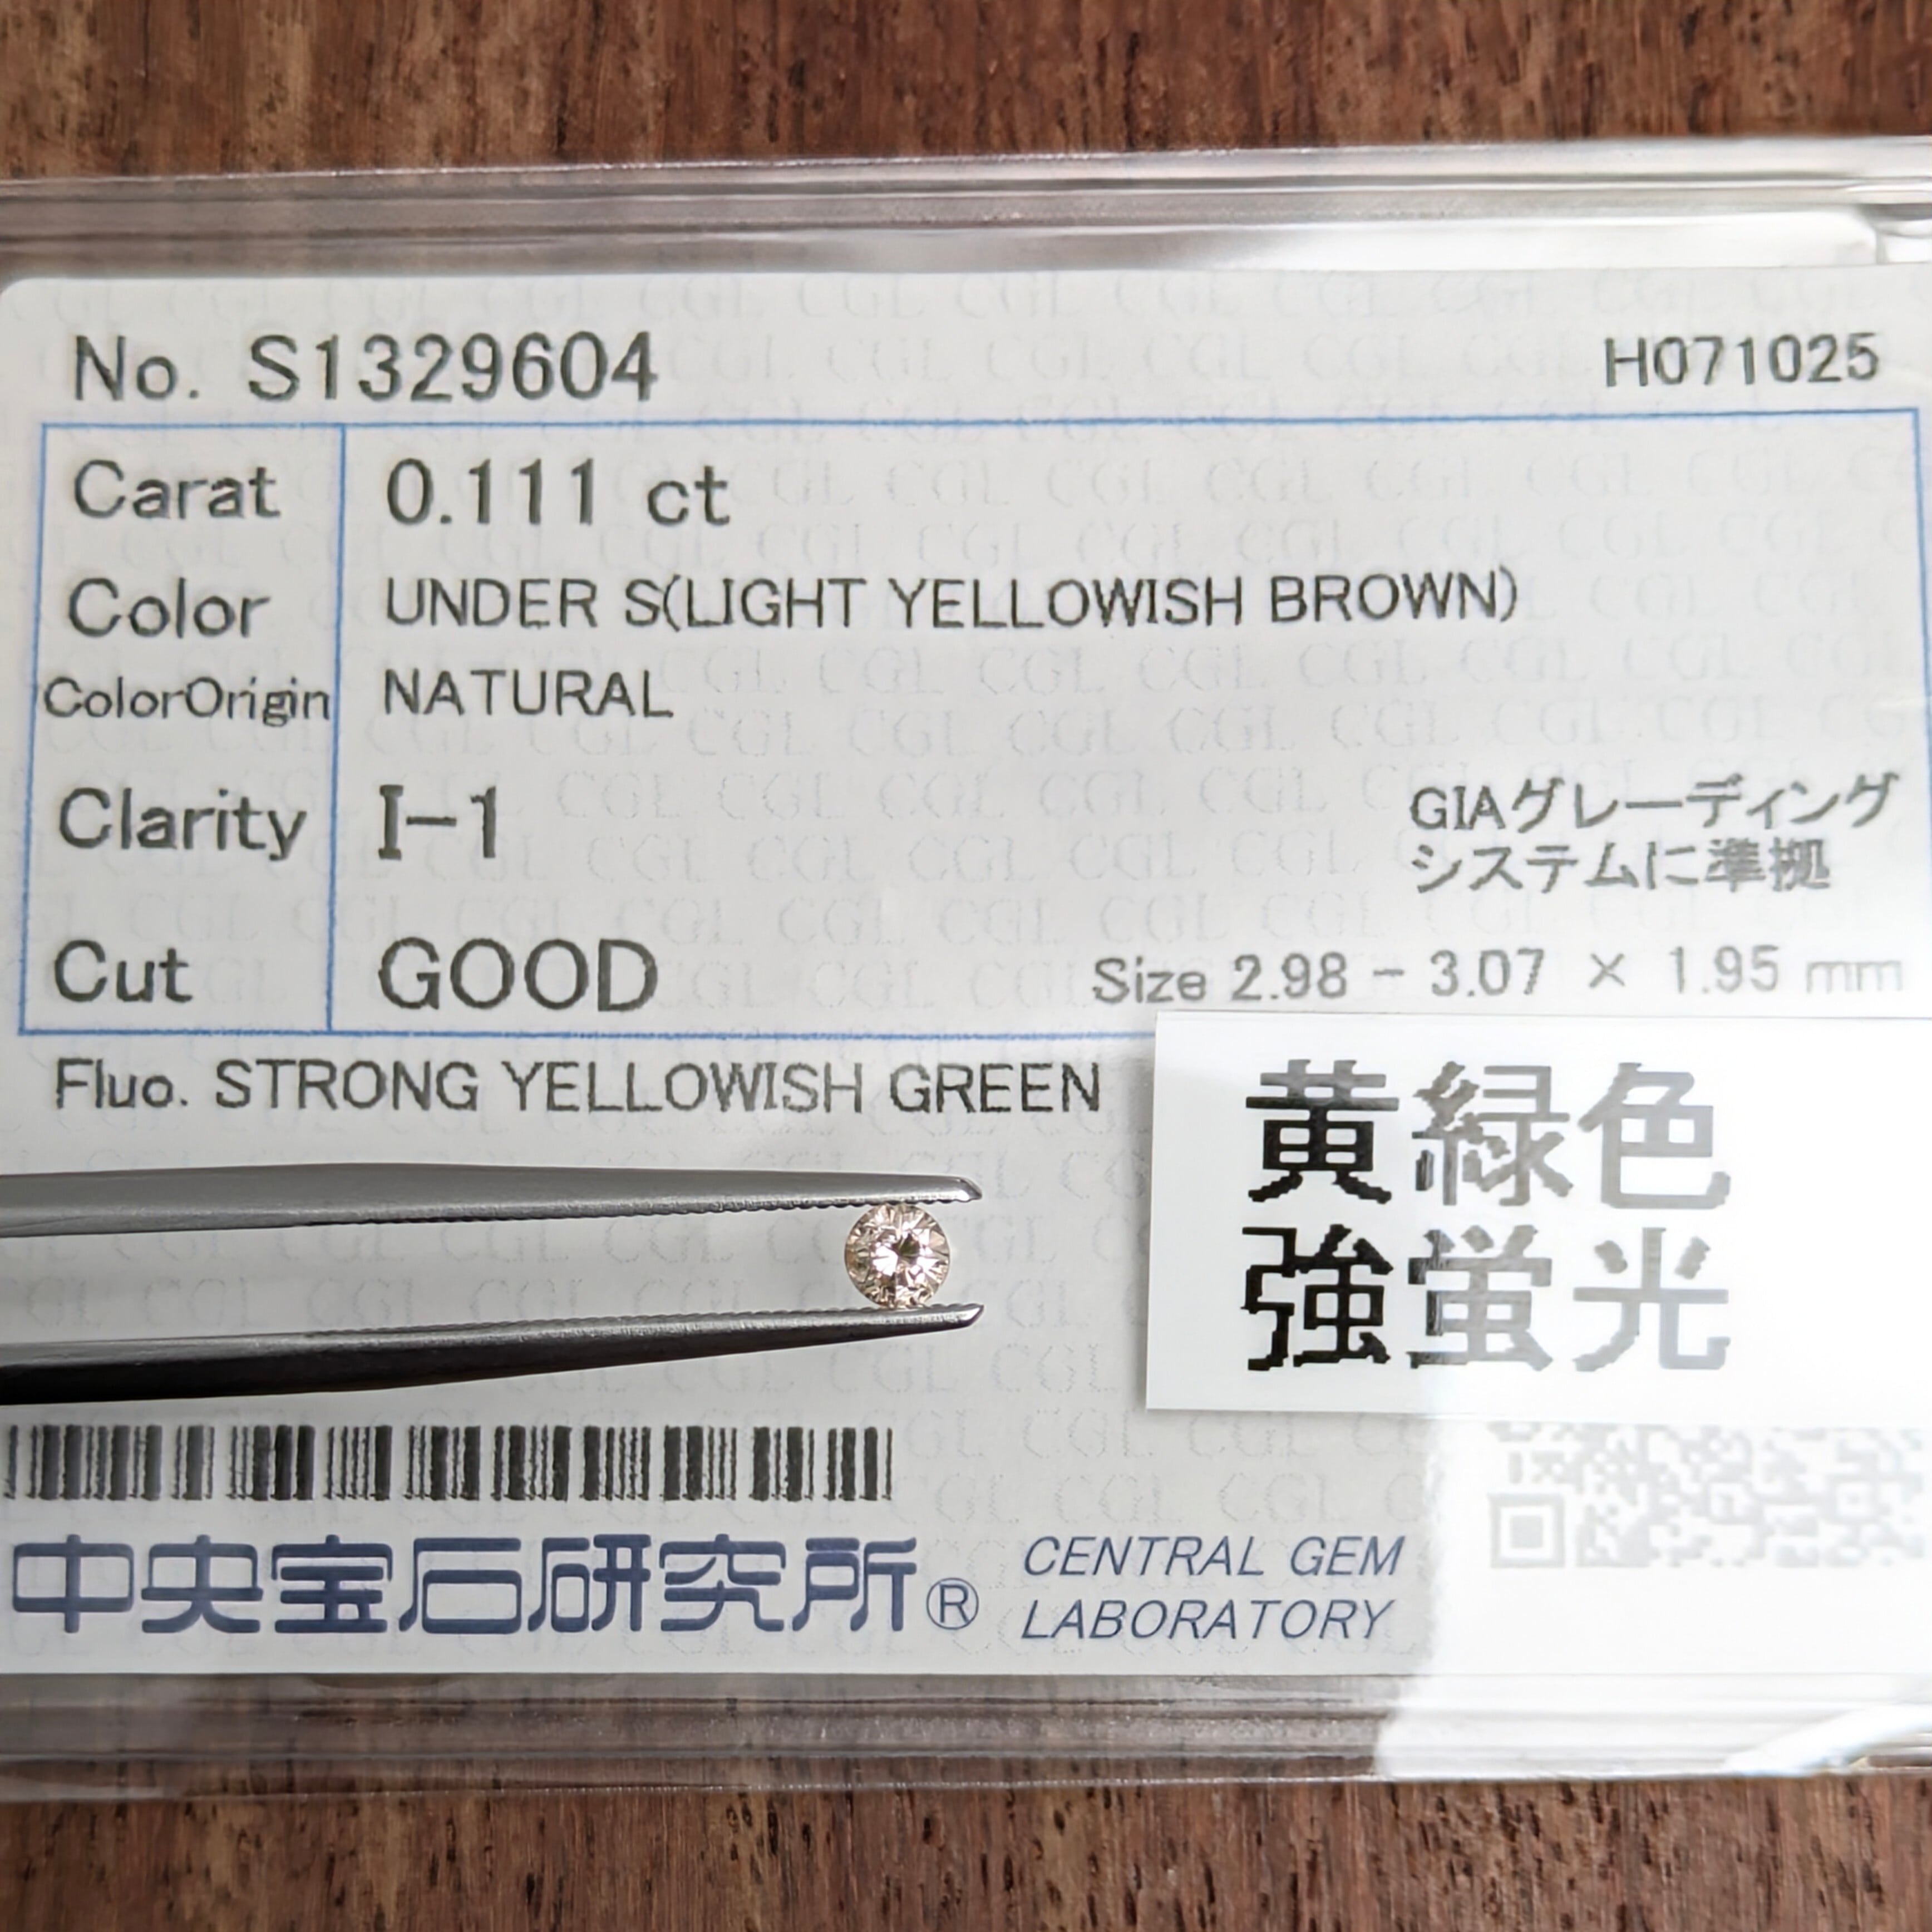 No. S1329604 H071025
Carat 0.111 ct
Color UNDER S(LIGHT YELLOWISH BROWN)
ColorOrigin NATURAL
Clarity I-1
GIAグレーディング
システムに準拠
Cut GOOD Size 2.98 - 3.07 × 1.95 mm
Fluo. STRONG YELLOWISH GREEN
黄緑色
強蛍光
中央宝石研究所® CENTRAL GEM
LABORATORY